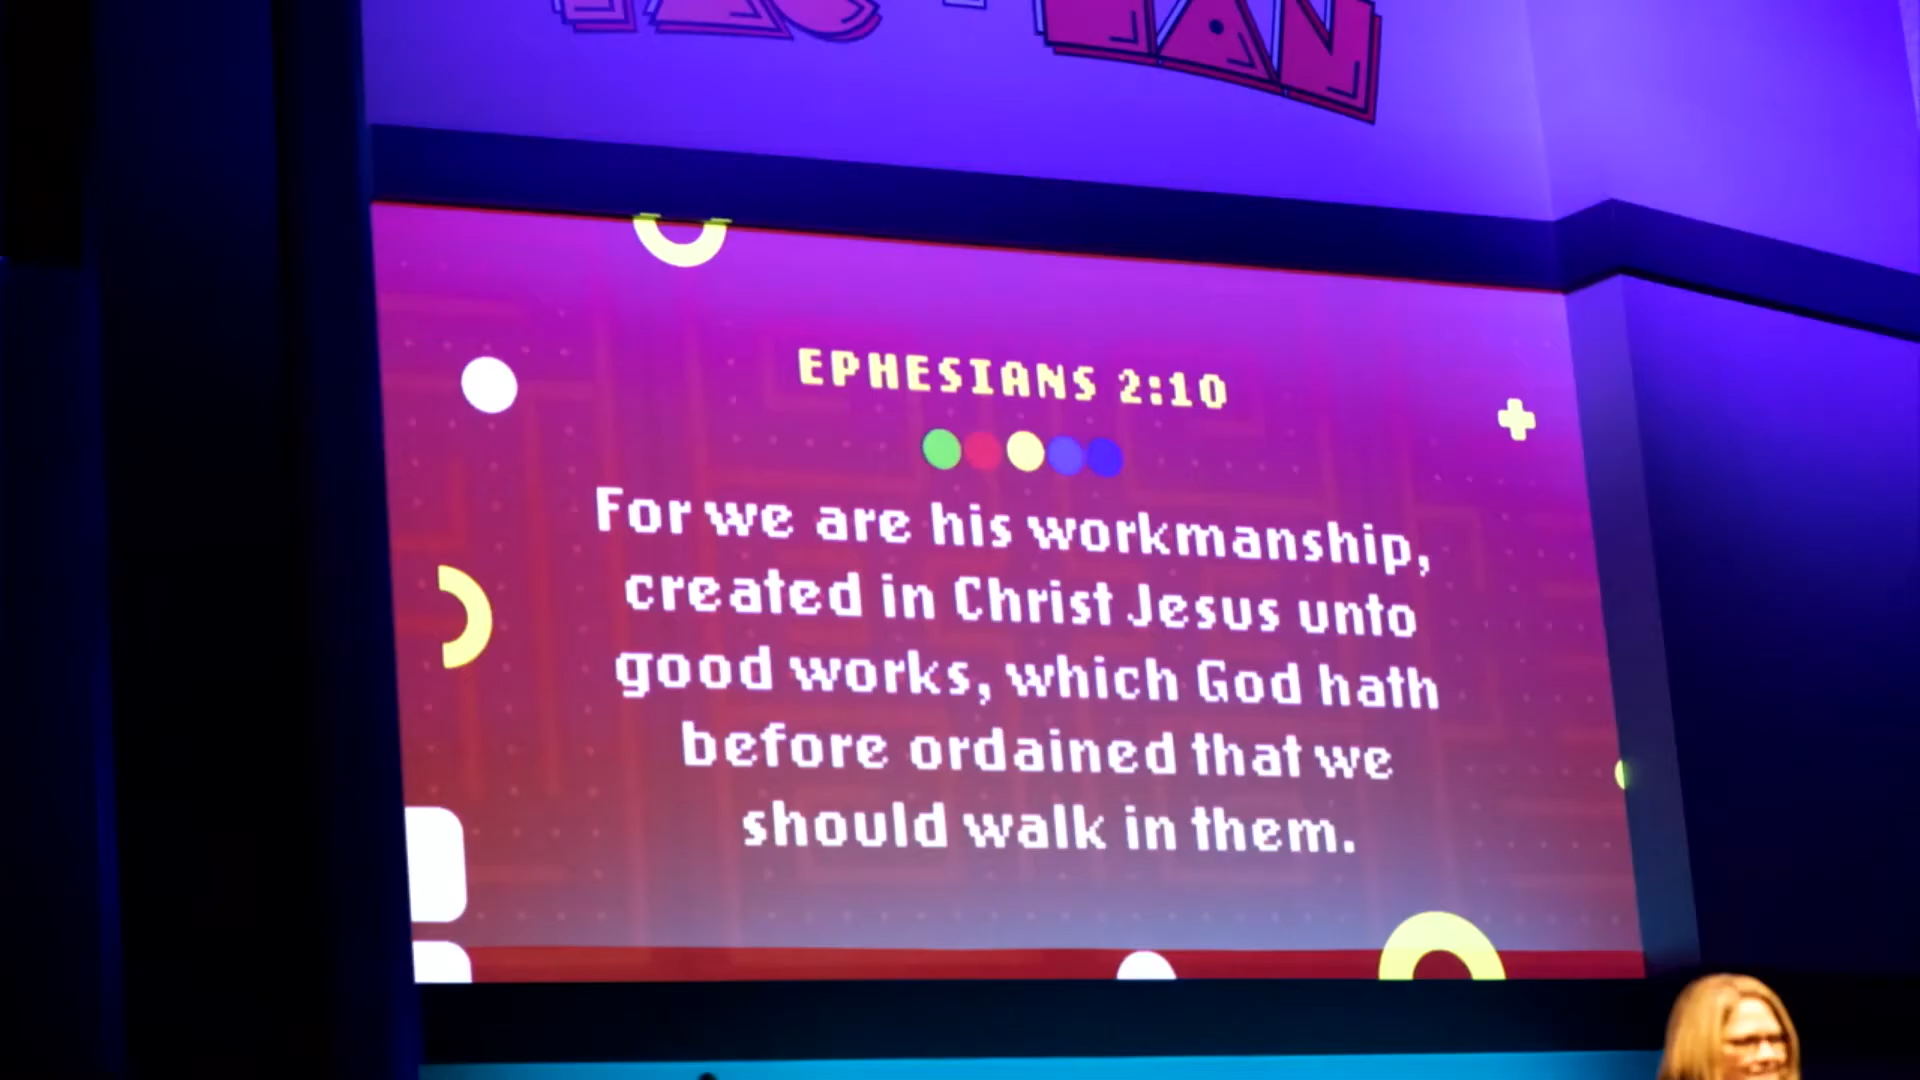 EPHESIANS 2:10
For we are his workmanship,
created in Christ Jesus unto
good works, which God hath
before ordained that we
should walk in them.